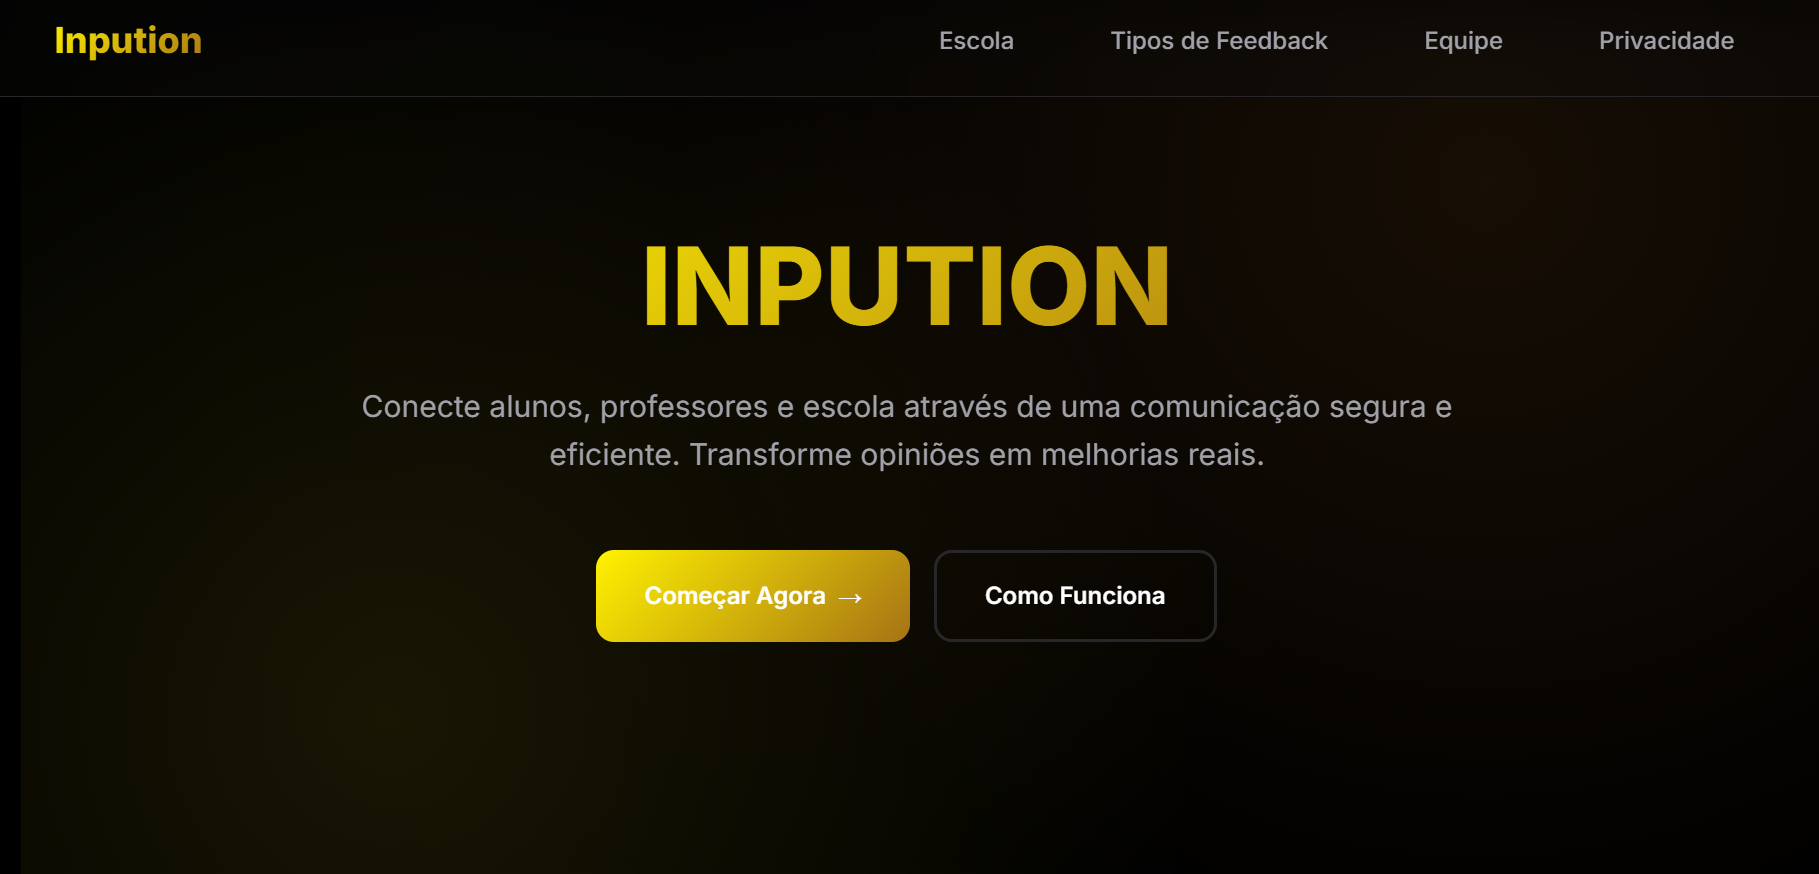 Inpution
Escola
Tipos de Feedback
Equipe
Privacidade
INPUTION
Conecte alunos, professores e escola através de uma comunicação segura e
eficiente. Transforme opiniões em melhorias reais.
Começar Agora →
Como Funciona